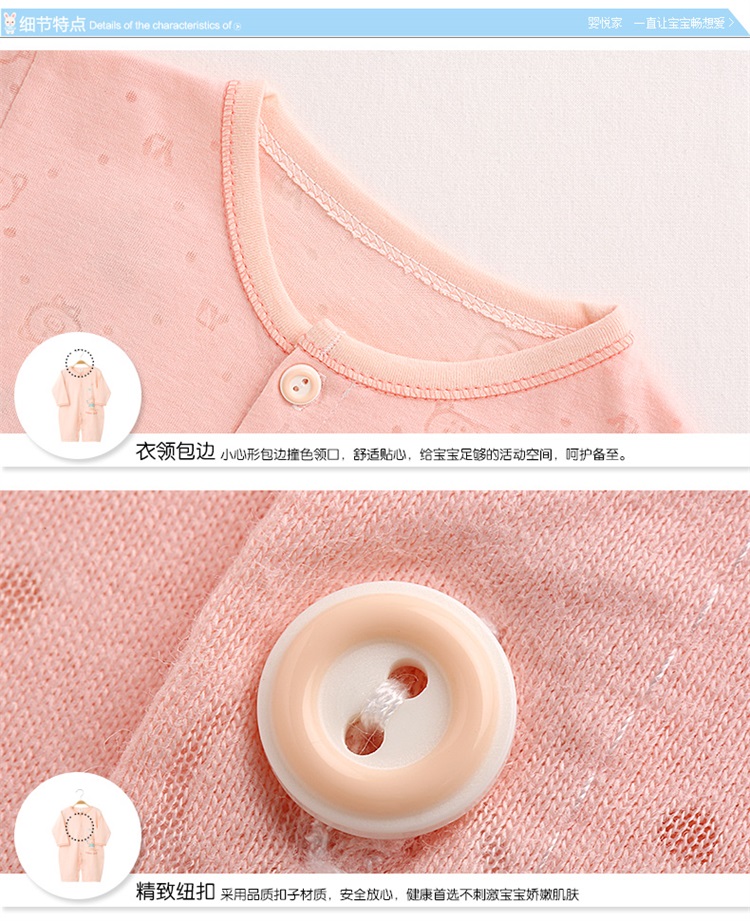 细节特点 Details of the characteristics of
婴悦家 一直让宝宝畅想爱
衣领包边 小心形包边撞色领口，舒适贴心，给宝宝足够的活动空间，呵护备至。
精致纽扣 采用品质扣子材质，安全放心，健康首选不刺激宝宝娇嫩肌肤